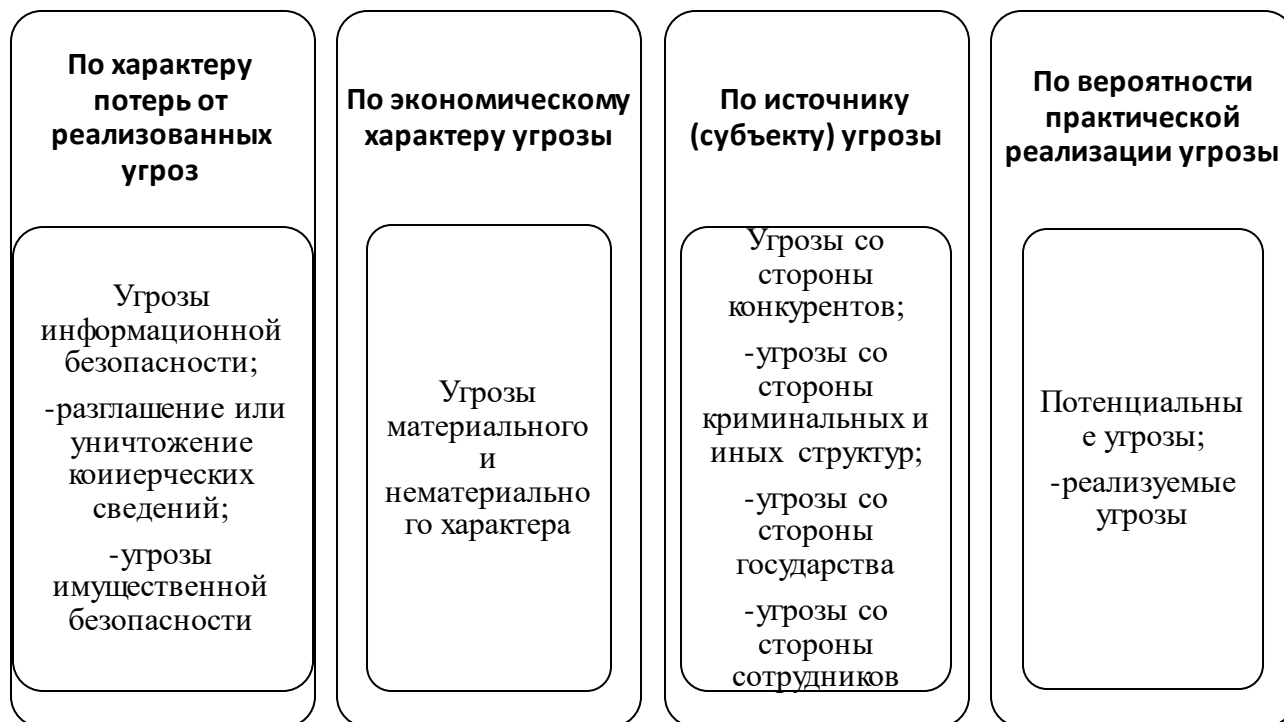 По характеру
потерь от
реализованных
угроз
Угрозы
информационной
безопасности;
-разглашение или
уничтожение
коииерческих
сведений;
-угрозы
имущественной
безопасности
По экономическому
характеру угрозы
Угрозы
материального
и
нематериально
го характера
По источнику
(субъекту) угрозы
Угрозы со
стороны
конкурентов;
-угрозы со
стороны
криминальных и
иных структур;
-угрозы со
стороны
государства
-угрозы со
стороны
сотрудников
По вероятности
практической
реализации угрозы
Потенциальны
е угрозы;
-реализуемые
угрозы